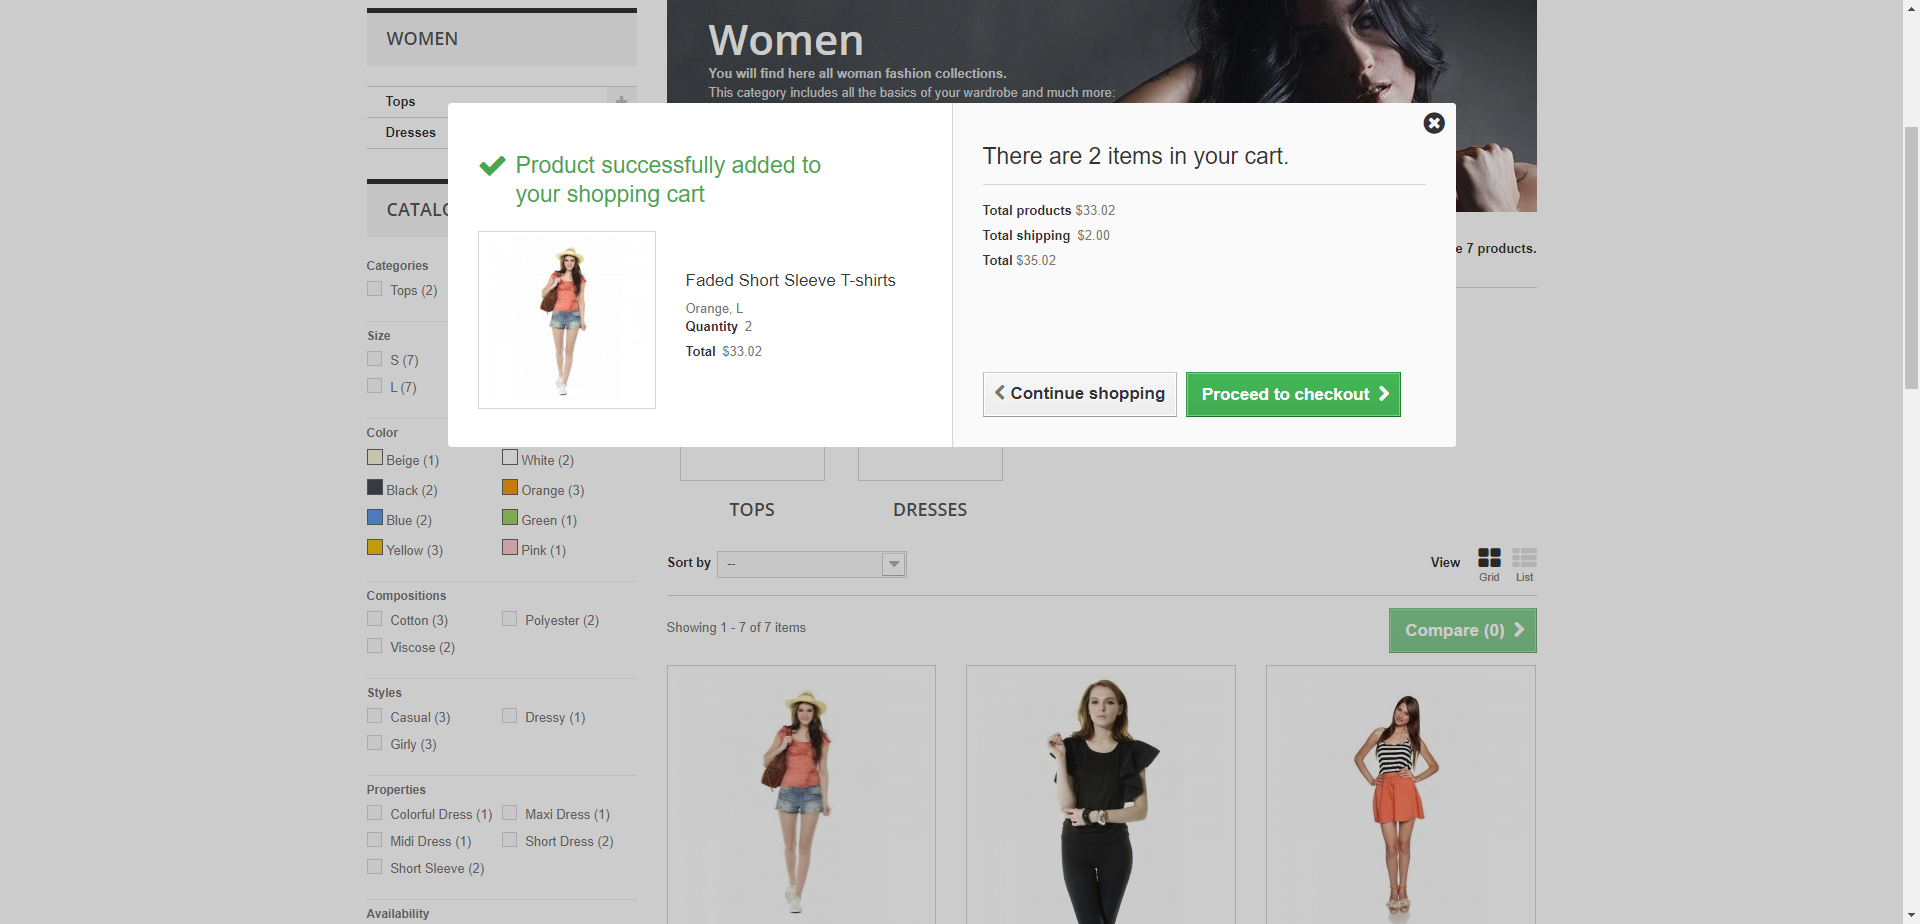 WOMEN
Tops
Dresses
CATALO
Categories
Tops (2)
Size
S (7)
L (7)
Color
Beige (1)
White (2)
Black (2)
Orange (3)
Blue (2)
Green (1)
Yellow (3)
Pink (1)
Compositions
Cotton (3)
Polyester (2)
Viscose (2)
Styles
Casual (3)
Dressy (1)
Girly (3)
Properties
Colorful Dress (1)
Maxi Dress (1)
Midi Dress (1)
Short Dress (2)
Short Sleeve (2)
Availability
Women
You will find here all woman fashion collections.
This category includes all the basics of your wardrobe and much more:
Product successfully added to
your shopping cart
Faded Short Sleeve T-shirts
Orange, L
Quantity 2
Total $33.02
There are 2 items in your cart.
Total products $33.02
Total shipping $2.00
Total $35.02
Continue shopping
Proceed to checkout
e 7 products.
TOPS
DRESSES
Sort by --
View
Grid
List
Showing 1 - 7 of 7 items
Compare (0)